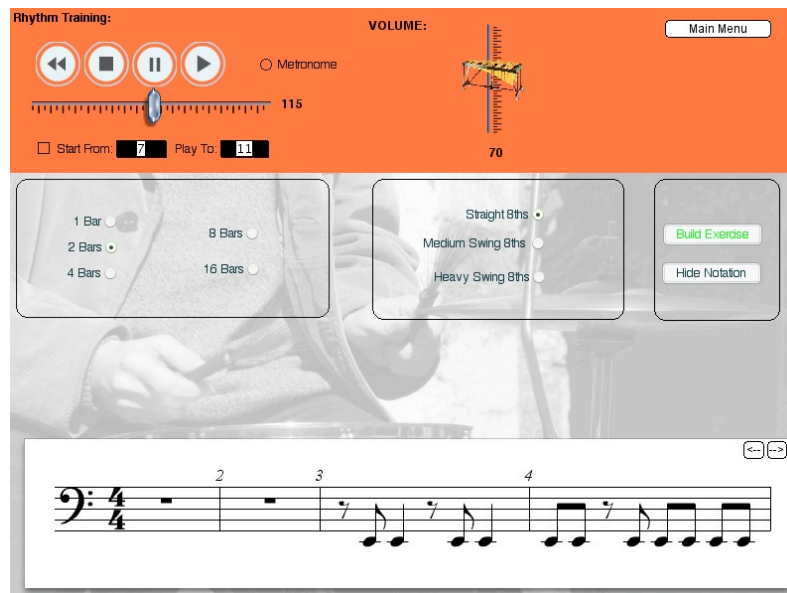 Rhythm Training:
VOLUME:
Main Menu
Metronome
115
Start From: 7 Play To: 11
70
1 Bar
2 Bars
4 Bars
8 Bars
16 Bars
Straight 8ths
Medium Swing 8ths
Heavy Swing 8ths
Build Exercise
Hide Notation
<-- -->
2 3 4
4
4